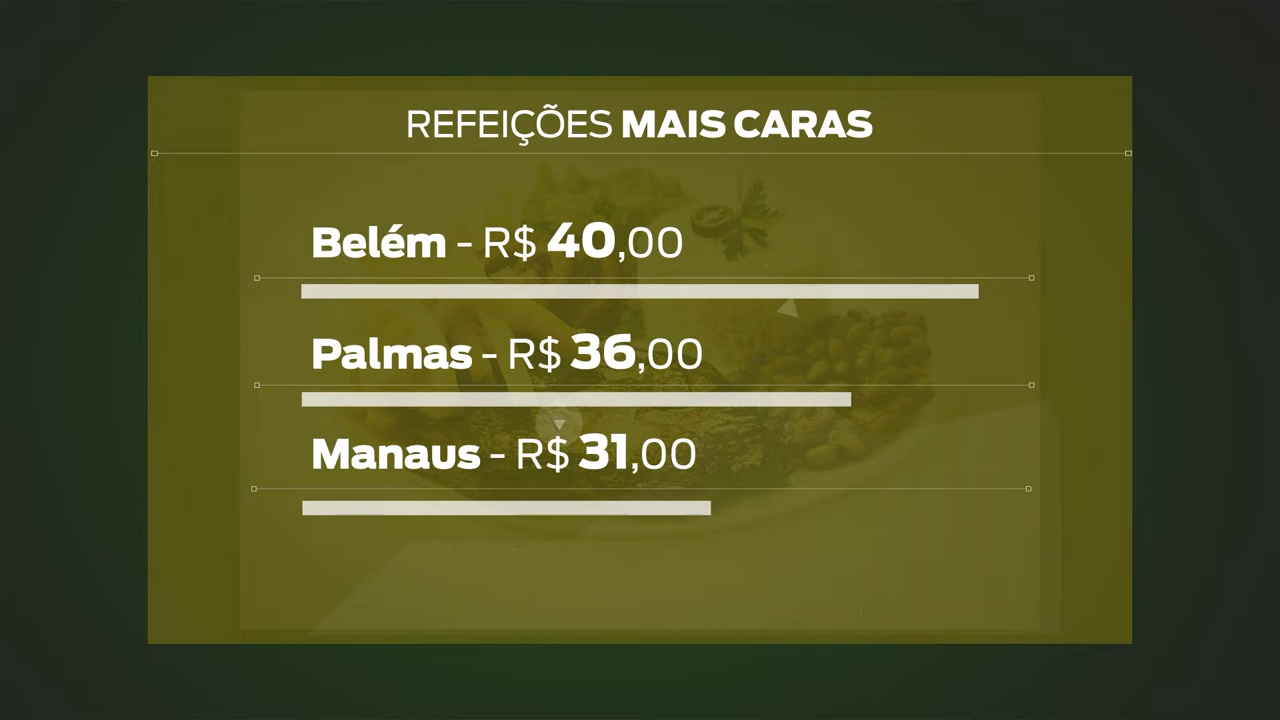 REFEIÇÕES MAIS CARAS
Belém - R$ 40,00
Palmas - R$ 36,00
Manaus - R$ 31,00